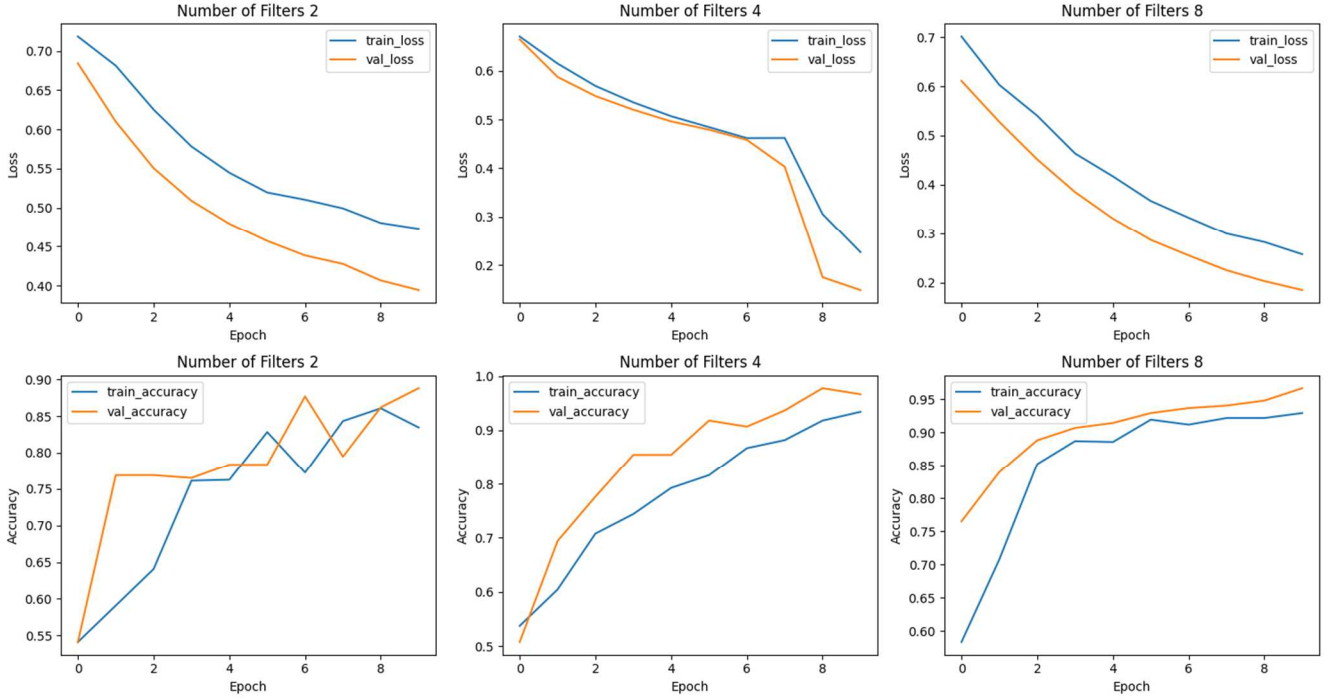 Number of Filters 2
Number of Filters 4
Number of Filters 8
train_loss
val_loss
0.70
0.65
0.60
0.55
0.50
0.45
0.40
Loss
0 2 4 6 8
Epoch
train_loss
val_loss
0.6
0.5
0.4
0.3
0.2
Loss
0 2 4 6 8
Epoch
train_loss
val_loss
0.7
0.6
0.5
0.4
0.3
0.2
Loss
0 2 4 6 8
Epoch
Number of Filters 2
Number of Filters 4
Number of Filters 8
train_accuracy
val_accuracy
0.90
0.85
0.80
0.75
0.70
0.65
0.60
0.55
Accuracy
0 2 4 6 8
Epoch
train_accuracy
val_accuracy
1.0
0.9
0.8
0.7
0.6
0.5
Accuracy
0 2 4 6 8
Epoch
train_accuracy
val_accuracy
0.95
0.90
0.85
0.80
0.75
0.70
0.65
0.60
Accuracy
0 2 4 6 8
Epoch